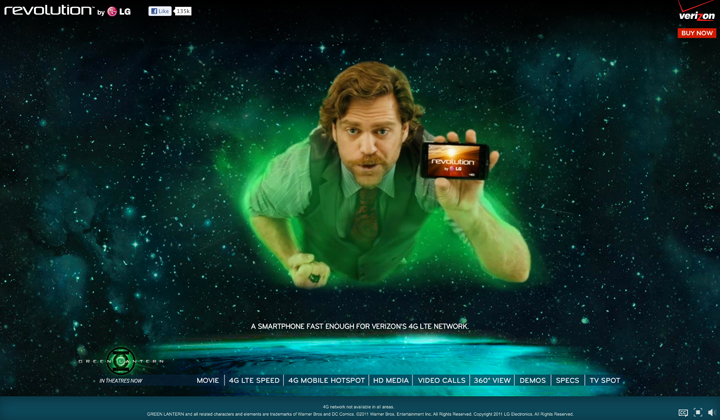 revolution™ by LG
Like 135k
verizon
BUY NOW
revolution
by LG
A SMARTPHONE FAST ENOUGH FOR VERIZON'S 4G LTE NETWORK.
GREEN LANTERN
IN THEATRES NOW
MOVIE 4G LTE SPEED 4G MOBILE HOTSPOT HD MEDIA VIDEO CALLS 360° VIEW DEMOS SPECS TV SPOT
4G network not available in all areas.
GREEN LANTERN and all related characters and elements are trademarks of Warner Bros and DC Comics. ©2011 Warner Bros. Entertainment Inc. All Rights Reserved. Copyright 2011 LG Electronics. All Rights Reserved.